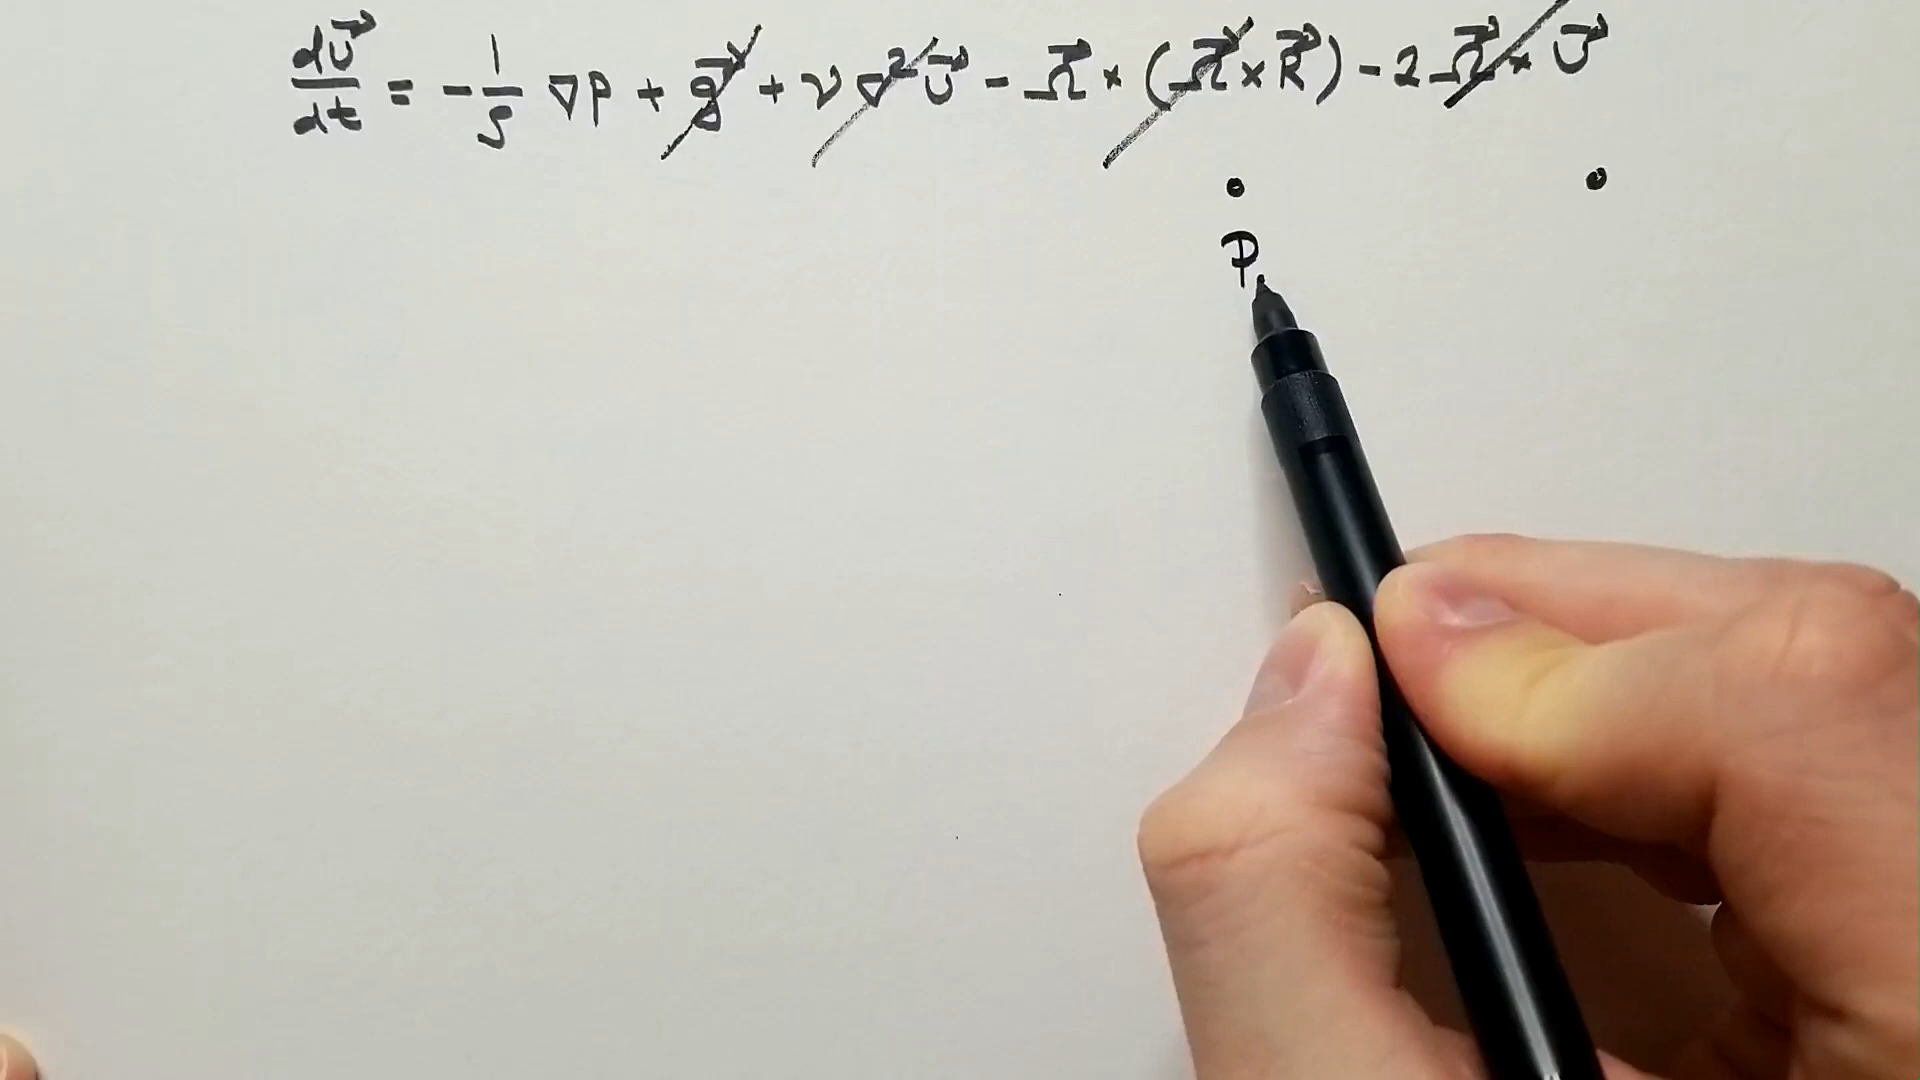 dv⃗/dt = - 1/ρ ∇p + g⃗ + ν∇²v⃗ - Ω⃗ × (Ω⃗ × R⃗) - 2Ω⃗ × v⃗
P